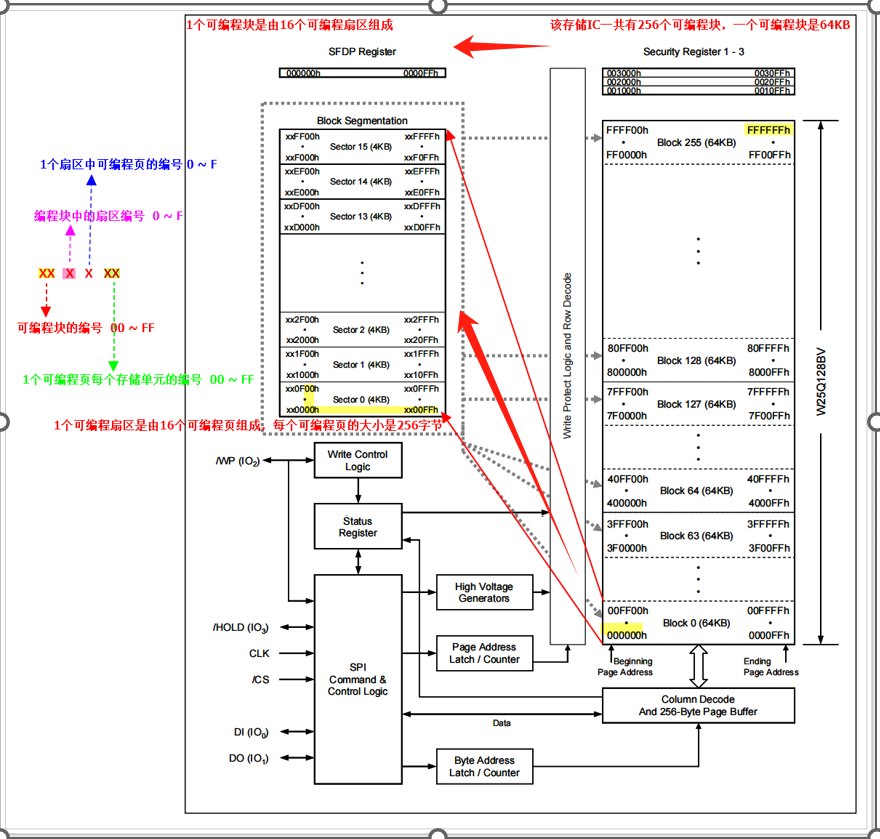 1个可编程块是由16个可编程扇区组成
该存储IC一共有256个可编程块，一个可编程块是64KB
SFDP Register
000000h 0000FFh
Security Register 1 - 3
003000h 0030FFh
002000h 0020FFh
001000h 0010FFh
Block Segmentation
xxFF00h xxFFFFh
Sector 15 (4KB)
xxF000h xxF0FFh
xxEF00h xxEFFFh
Sector 14 (4KB)
xxE000h xxE0FFh
xxDF00h xxDFFFh
Sector 13 (4KB)
xxD000h xxD0FFh
xx2F00h xx2FFFh
Sector 2 (4KB)
xx2000h xx20FFh
xx1F00h xx1FFFh
Sector 1 (4KB)
xx1000h xx10FFh
xx0F00h xx0FFFh
Sector 0 (4KB)
xx0000h xx00FFh
1个扇区中可编程页的编号 0 ~ F
编程块中的扇区编号 0 ~ F
XX X X XX
可编程块的编号 00 ~ FF
1个可编程页每个存储单元的编号 00 ~ FF
1个可编程扇区是由16个可编程页组成，每个可编程页的大小是256字节
Write Protect Logic and Row Decode
FFFF00h FFFFFFh
Block 255 (64KB)
FF0000h FF00FFh
80FF00h 80FFFFh
Block 128 (64KB)
800000h 8000FFh
7FFF00h 7FFFFFh
Block 127 (64KB)
7F0000h 7F00FFh
40FF00h 40FFFFh
Block 64 (64KB)
400000h 4000FFh
3FFF00h 3FFFFFh
Block 63 (64KB)
3F0000h 3F00FFh
00FF00h 00FFFFh
Block 0 (64KB)
000000h 0000FFh
W25Q128BV
Beginning
Page Address
Ending
Page Address
/WP (IO2)
Write Control
Logic
Status
Register
High Voltage
Generators
/HOLD (IO3)
CLK
/CS
DI (IO0)
DO (IO1)
SPI
Command &
Control Logic
Page Address
Latch / Counter
Column Decode
And 256-Byte Page Buffer
Data
Byte Address
Latch / Counter